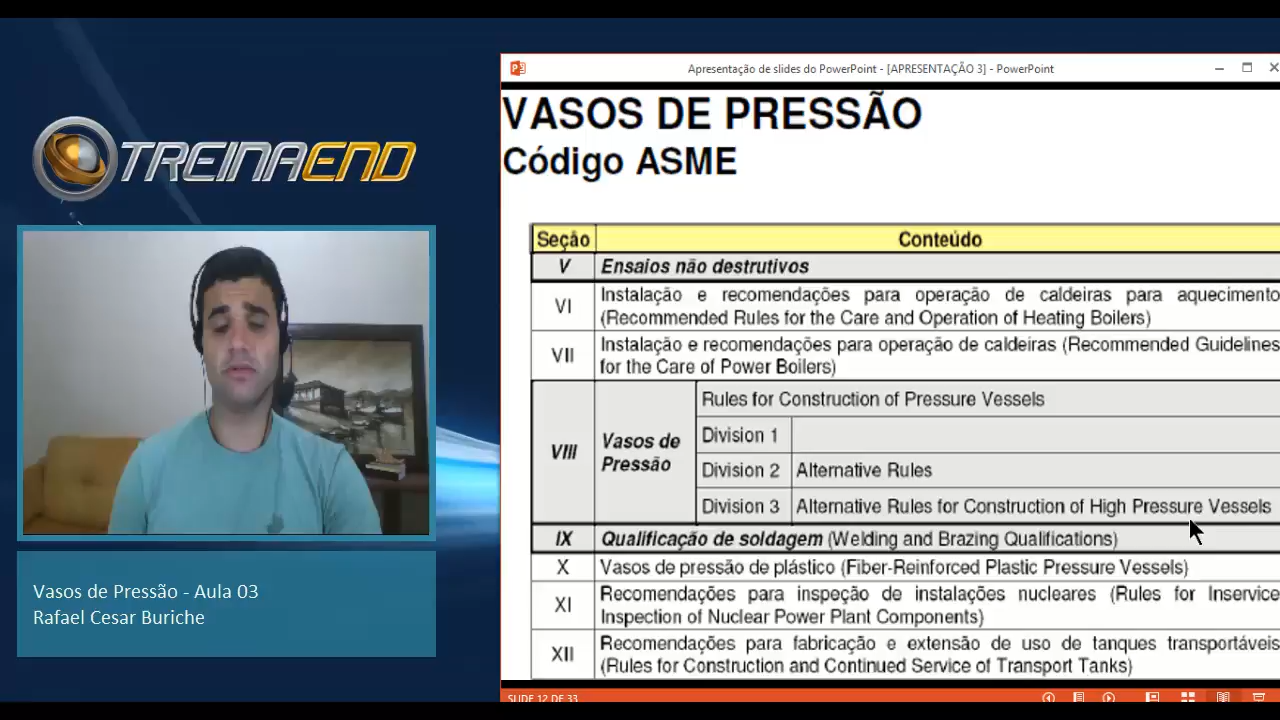 Apresentação de slides do PowerPoint - [APRESENTAÇÃO 3] - PowerPoint
VASOS DE PRESSÃO
Código ASME
TREINAEND
Seção Conteúdo
V Ensaios não destrutivos
VI Instalação e recomendações para operação de caldeiras para aquecimento
(Recommended Rules for the Care and Operation of Heating Boilers)
VII Instalação e recomendações para operação de caldeiras (Recommended Guidelines
for the Care of Power Boilers)
VIII Vasos de Pressão
Rules for Construction of Pressure Vessels
Division 1
Division 2 Alternative Rules
Division 3 Alternative Rules for Construction of High Pressure Vessels
IX Qualificação de soldagem (Welding and Brazing Qualifications)
X Vasos de pressão de plástico (Fiber-Reinforced Plastic Pressure Vessels)
XI Recomendações para inspeção de instalações nucleares (Rules for Inservice
Inspection of Nuclear Power Plant Components)
XII Recomendações para fabricação e extensão de uso de tanques transportáveis
(Rules for Construction and Continued Service of Transport Tanks)
Vasos de Pressão - Aula 03
Rafael Cesar Buriche
SLIDE 12 DE 33